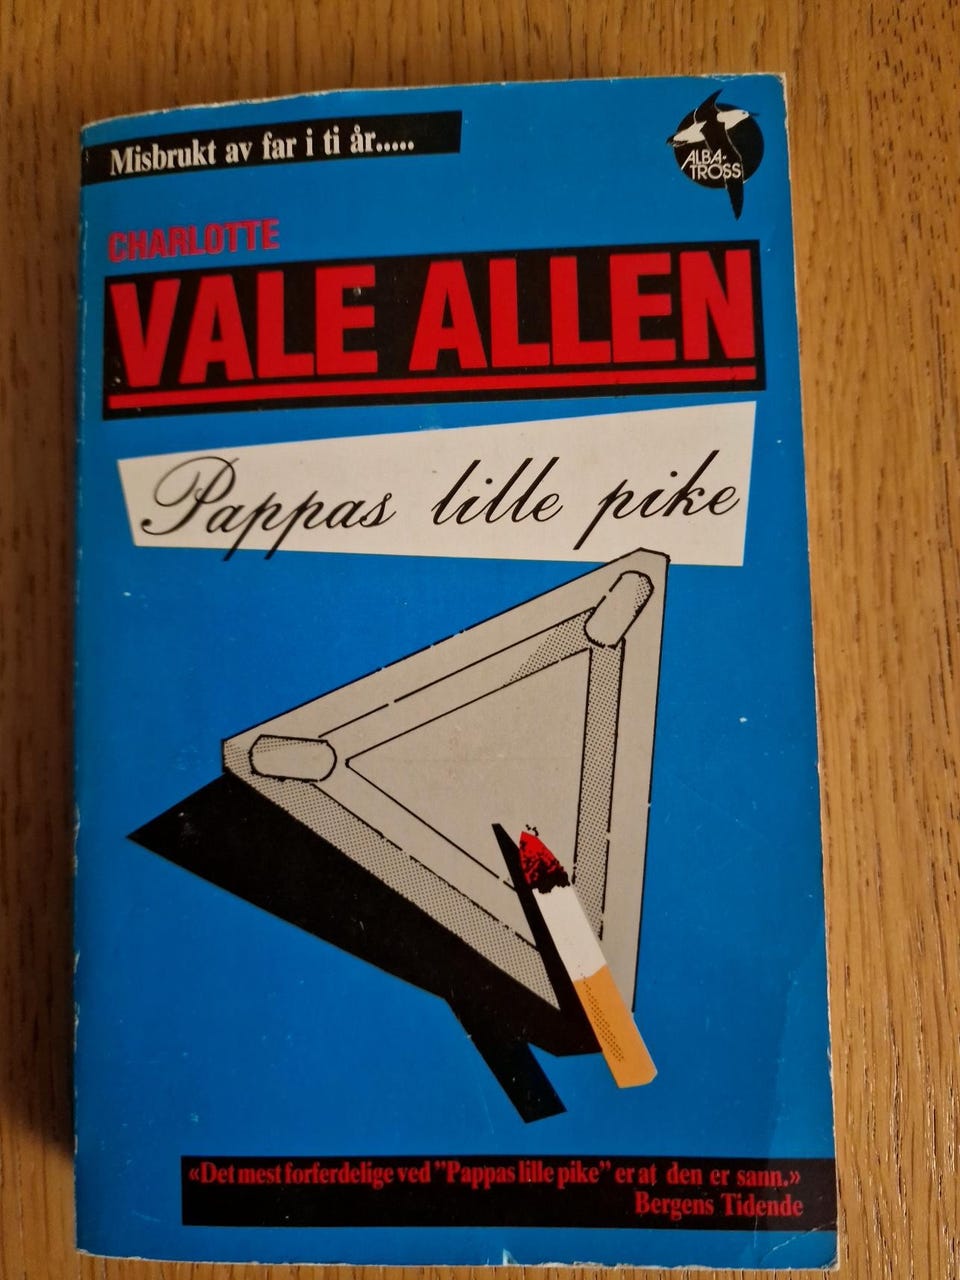 Misbrukt av far i ti år.....
ALBA-
TROSS
CHARLOTTE
VALE ALLEN
Pappas lille pike
«Det mest forferdelige ved "Pappas lille pike" er at den er sann.»
Bergens Tidende